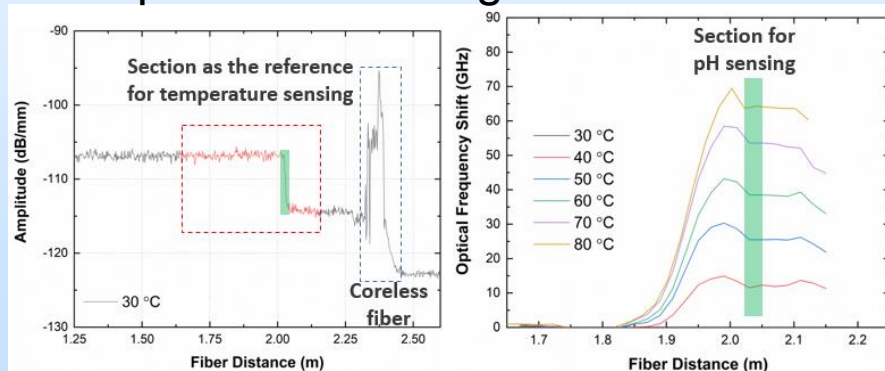 -90
-100
-110
-120
-130
Amplitude (dB/mm)
Section as the reference
for temperature sensing
Coreless
fiber
30 °C
1.25 1.50 1.75 2.00 2.25 2.50
Fiber Distance (m)
90
80
70
60
50
40
30
20
10
0
Optical Frequency Shift (GHz)
Section for
pH sensing
30 °C
40 °C
50 °C
60 °C
70 °C
80 °C
1.7 1.8 1.9 2.0 2.1 2.2
Fiber Distance (m)